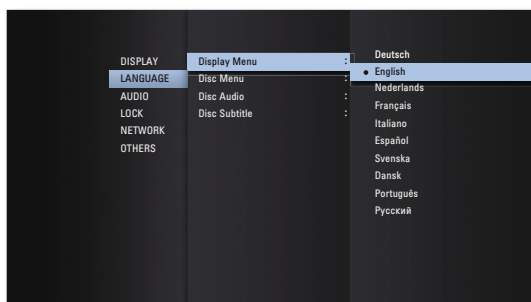 DISPLAY
LANGUAGE
AUDIO
LOCK
NETWORK
OTHERS
Display Menu :
Disc Menu :
Disc Audio :
Disc Subtitle :
Deutsch
● English
Nederlands
Français
Italiano
Español
Svenska
Dansk
Português
Русский